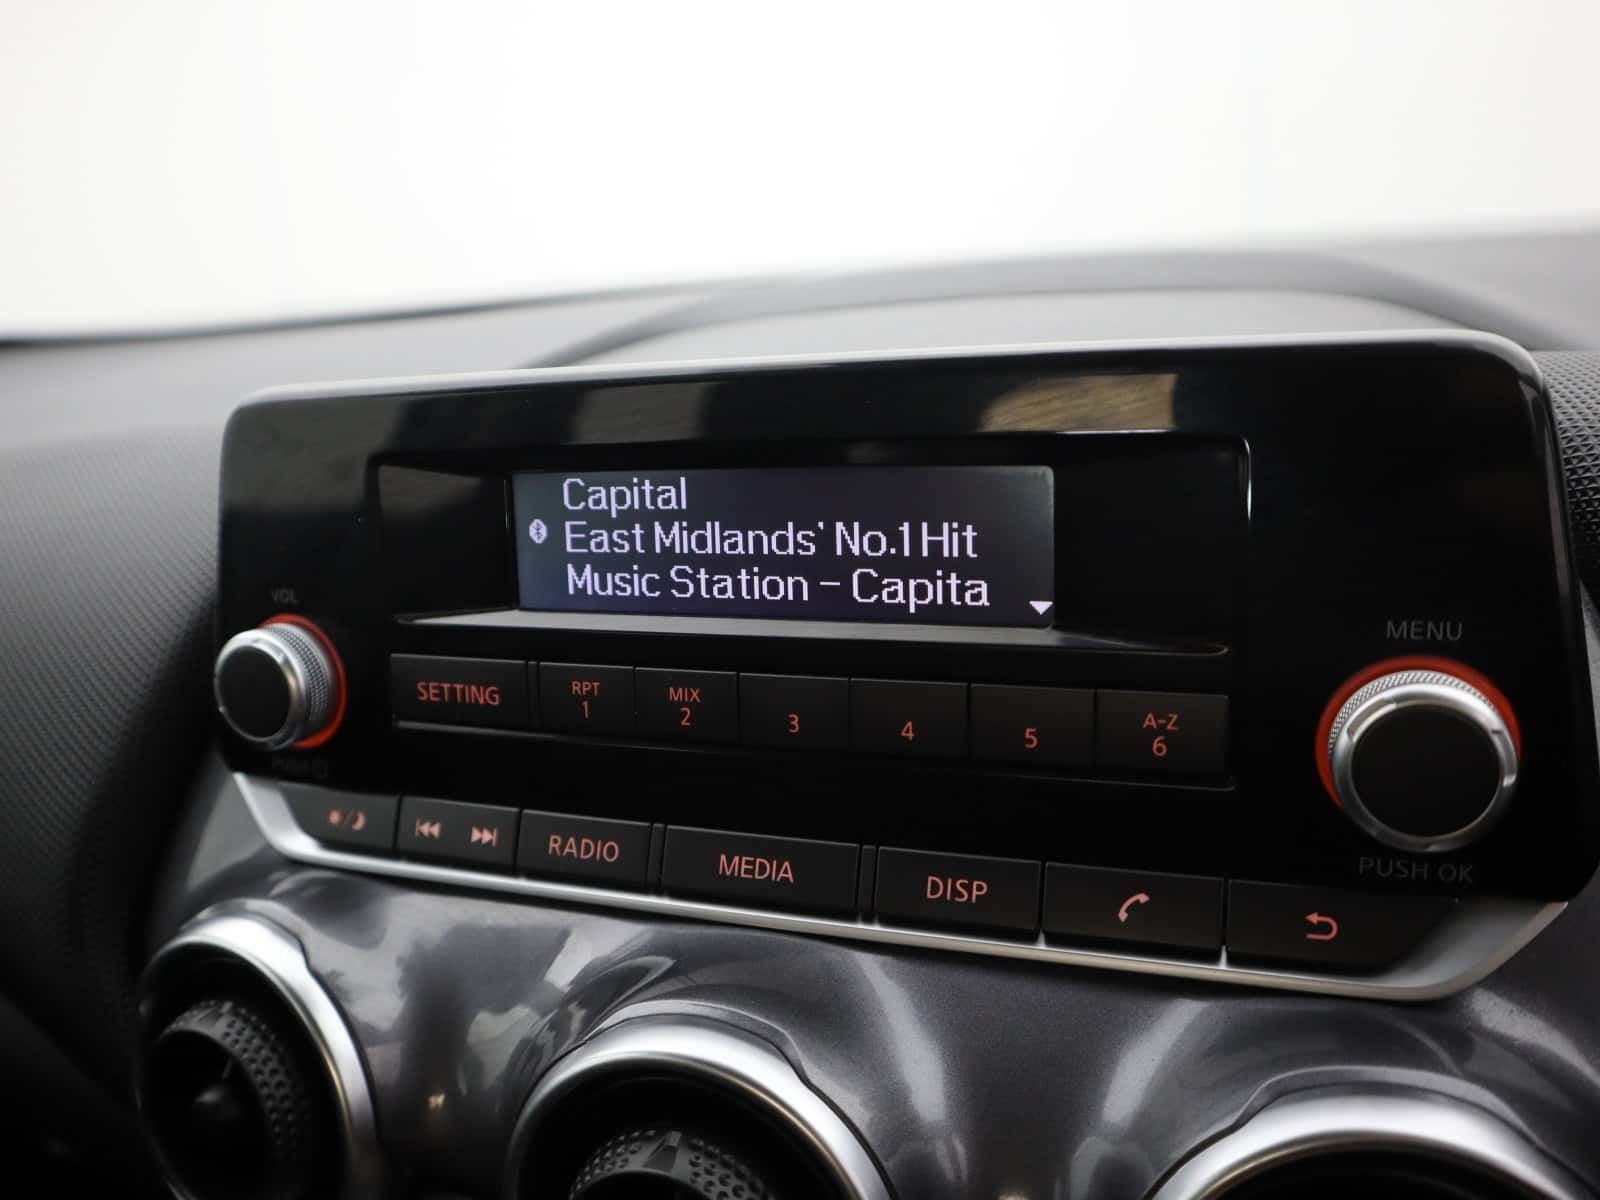 Capital
East Midlands' No.1 Hit
Music Station - Capita
VOL
MENU
SETTING
RPT
1
MIX
2
3
4
5
A-Z
6
PUSH
PUSH OK
RADIO
MEDIA
DISP